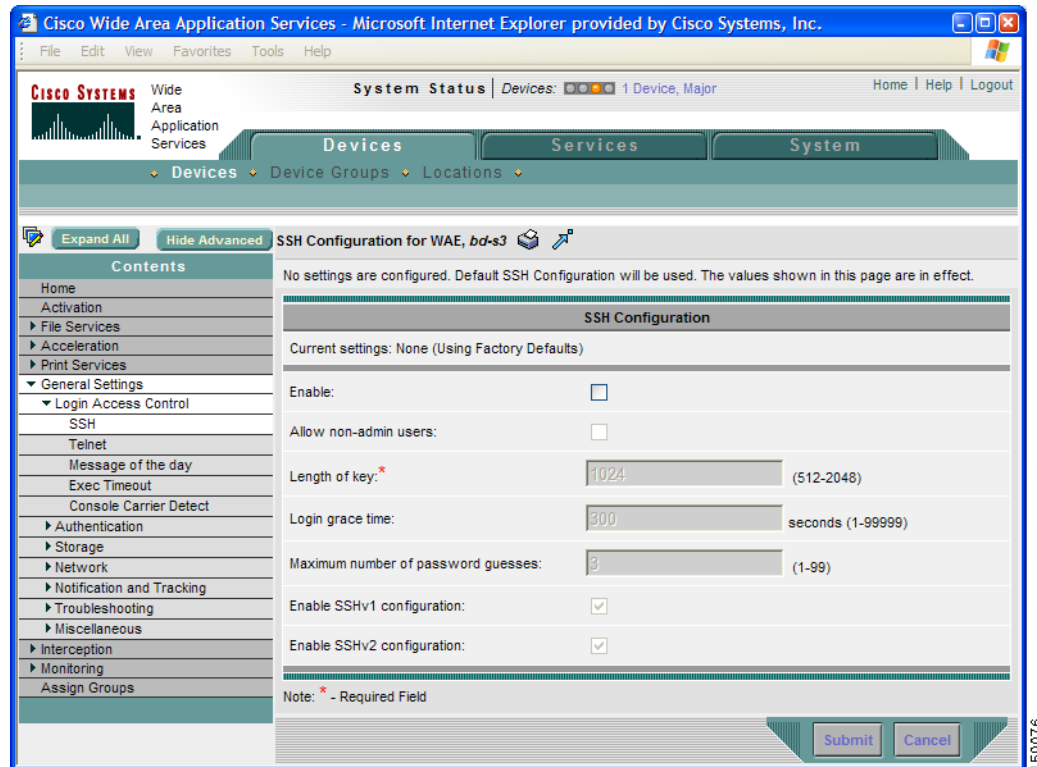 Cisco Wide Area Application Services - Microsoft Internet Explorer provided by Cisco Systems, Inc.
File Edit View Favorites Tools Help
CISCO SYSTEMS
Wide
Area
Application
Services
System Status | Devices: 1 Device, Major
Home | Help | Logout
Devices Services System
Devices Device Groups Locations
Expand All Hide Advanced
Contents
Home
Activation
File Services
Acceleration
Print Services
General Settings
Login Access Control
SSH
Telnet
Message of the day
Exec Timeout
Console Carrier Detect
Authentication
Storage
Network
Notification and Tracking
Troubleshooting
Miscellaneous
Interception
Monitoring
Assign Groups
SSH Configuration for WAE, bd-s3
No settings are configured. Default SSH Configuration will be used. The values shown in this page are in effect.
SSH Configuration
Current settings: None (Using Factory Defaults)
Enable:
Allow non-admin users:
Length of key:* 1024 (512-2048)
Login grace time: 300 seconds (1-99999)
Maximum number of password guesses: 3 (1-99)
Enable SSHv1 configuration:
Enable SSHv2 configuration:
Note: * - Required Field
Submit Cancel